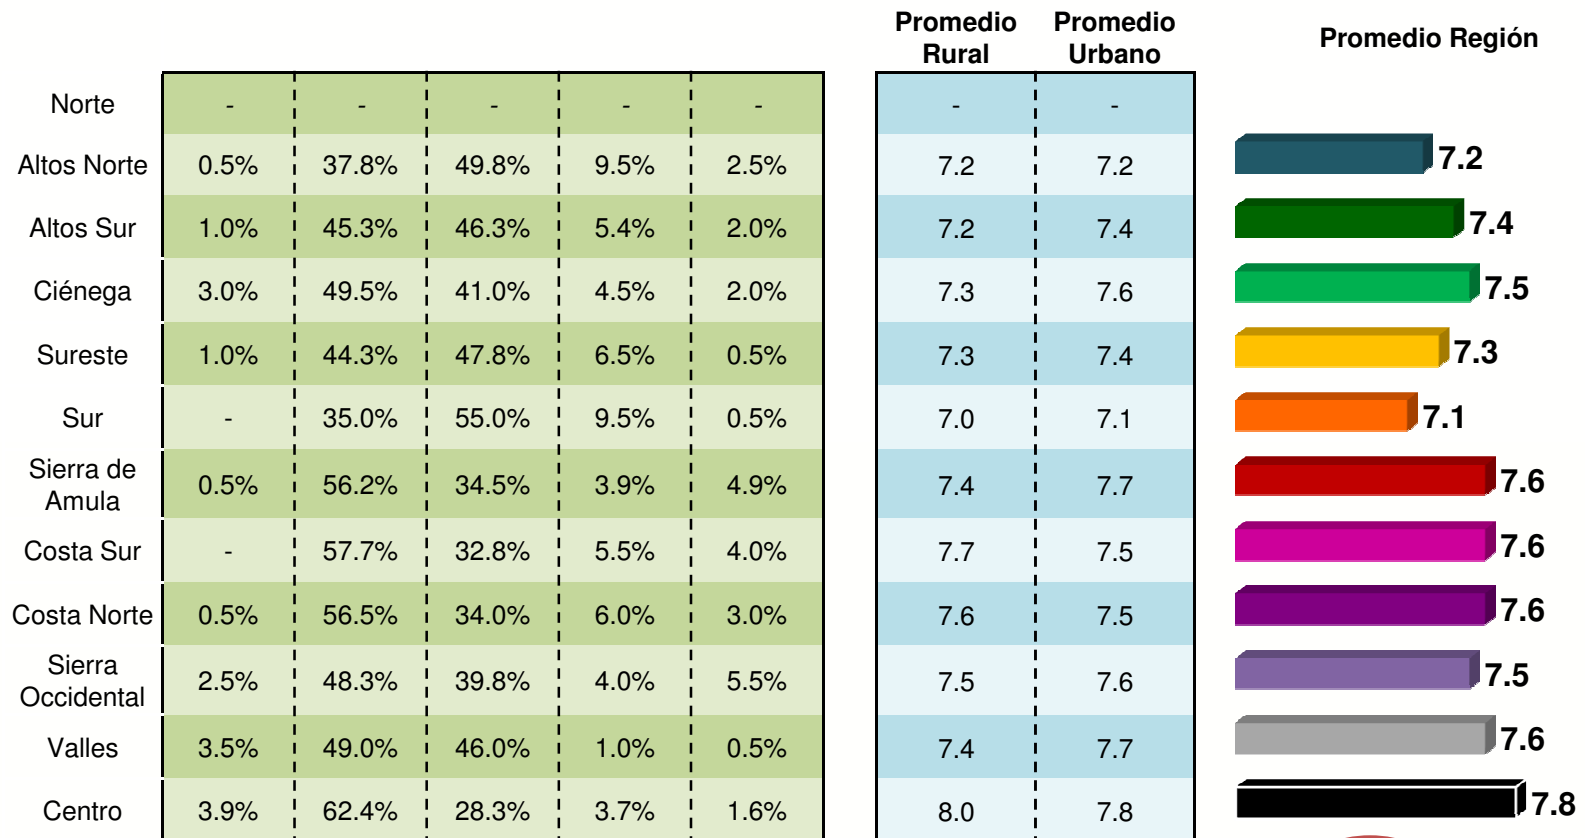 Promedio Rural Promedio Urbano Promedio Región
Norte - - - - - - -
Altos Norte 0.5% 37.8% 49.8% 9.5% 2.5% 7.2 7.2 7.2
Altos Sur 1.0% 45.3% 46.3% 5.4% 2.0% 7.2 7.4 7.4
Ciénega 3.0% 49.5% 41.0% 4.5% 2.0% 7.3 7.6 7.5
Sureste 1.0% 44.3% 47.8% 6.5% 0.5% 7.3 7.4 7.3
Sur - 35.0% 55.0% 9.5% 0.5% 7.0 7.1 7.1
Sierra de Amula 0.5% 56.2% 34.5% 3.9% 4.9% 7.4 7.7 7.6
Costa Sur - 57.7% 32.8% 5.5% 4.0% 7.7 7.5 7.6
Costa Norte 0.5% 56.5% 34.0% 6.0% 3.0% 7.6 7.5 7.6
Sierra Occidental 2.5% 48.3% 39.8% 4.0% 5.5% 7.5 7.6 7.5
Valles 3.5% 49.0% 46.0% 1.0% 0.5% 7.4 7.7 7.6
Centro 3.9% 62.4% 28.3% 3.7% 1.6% 8.0 7.8 7.8